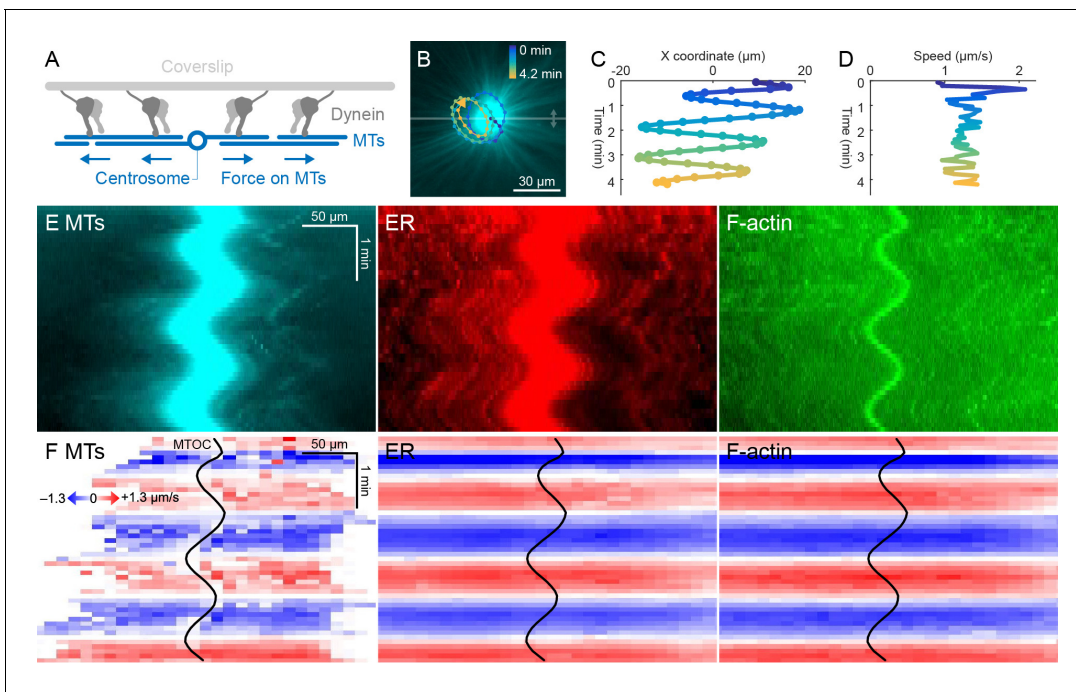 A
Coverslip
Dynein
MTs
Centrosome
Force on MTs
B
0 min
4.2 min
30 µm
C
X coordinate (µm)
-20
0
20
Time (min)
0
1
2
3
4
D
Speed (µm/s)
0
1
2
Time (min)
0
1
2
3
4
E MTs
50 µm
1 min
ER
F-actin
F MTs
MTOC
50 µm
1 min
−1.3
0
+1.3 µm/s
ER
F-actin